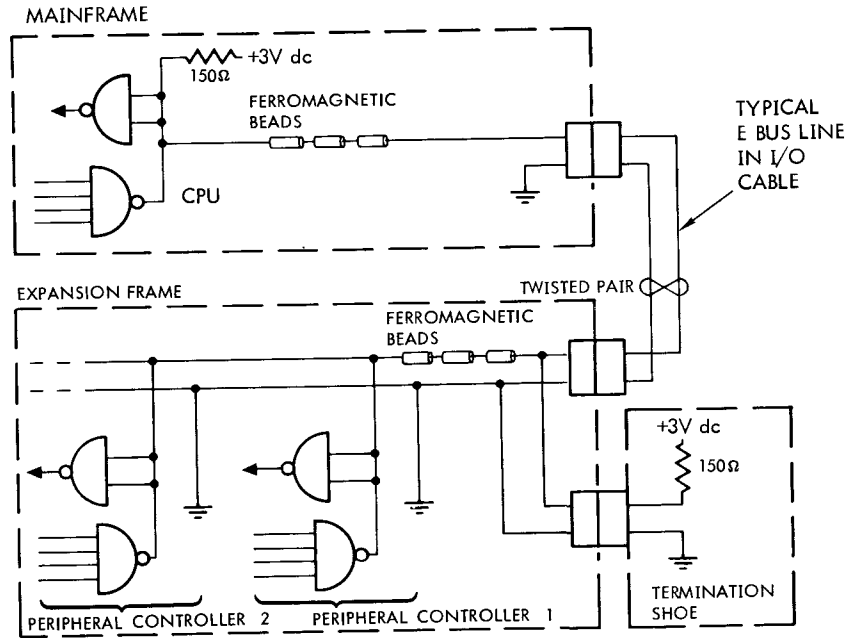 MAINFRAME
+3V dc
150Ω
FERROMAGNETIC
BEADS
CPU
TYPICAL
E BUS LINE
IN I/O
CABLE
EXPANSION FRAME
TWISTED PAIR
FERROMAGNETIC
BEADS
+3V dc
150Ω
TERMINATION
SHOE
PERIPHERAL CONTROLLER 2
PERIPHERAL CONTROLLER 1